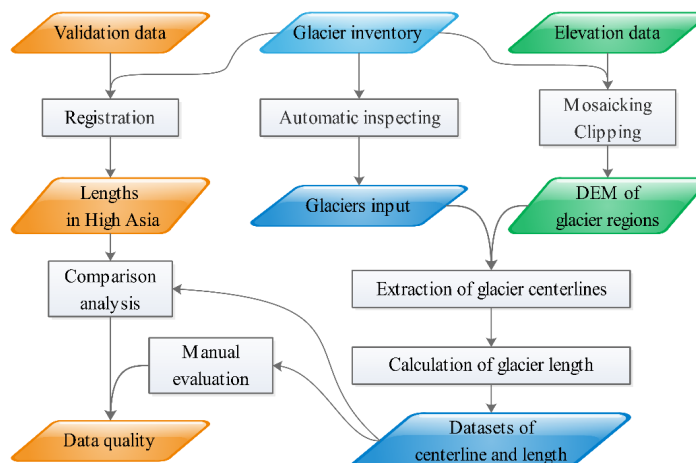 Validation data
Glacier inventory
Elevation data
Registration
Automatic inspecting
Mosaicking
Clipping
Lengths
in High Asia
Glaciers input
DEM of
glacier regions
Comparison
analysis
Extraction of glacier centerlines
Manual
evaluation
Calculation of glacier length
Data quality
Datasets of
centerline and length